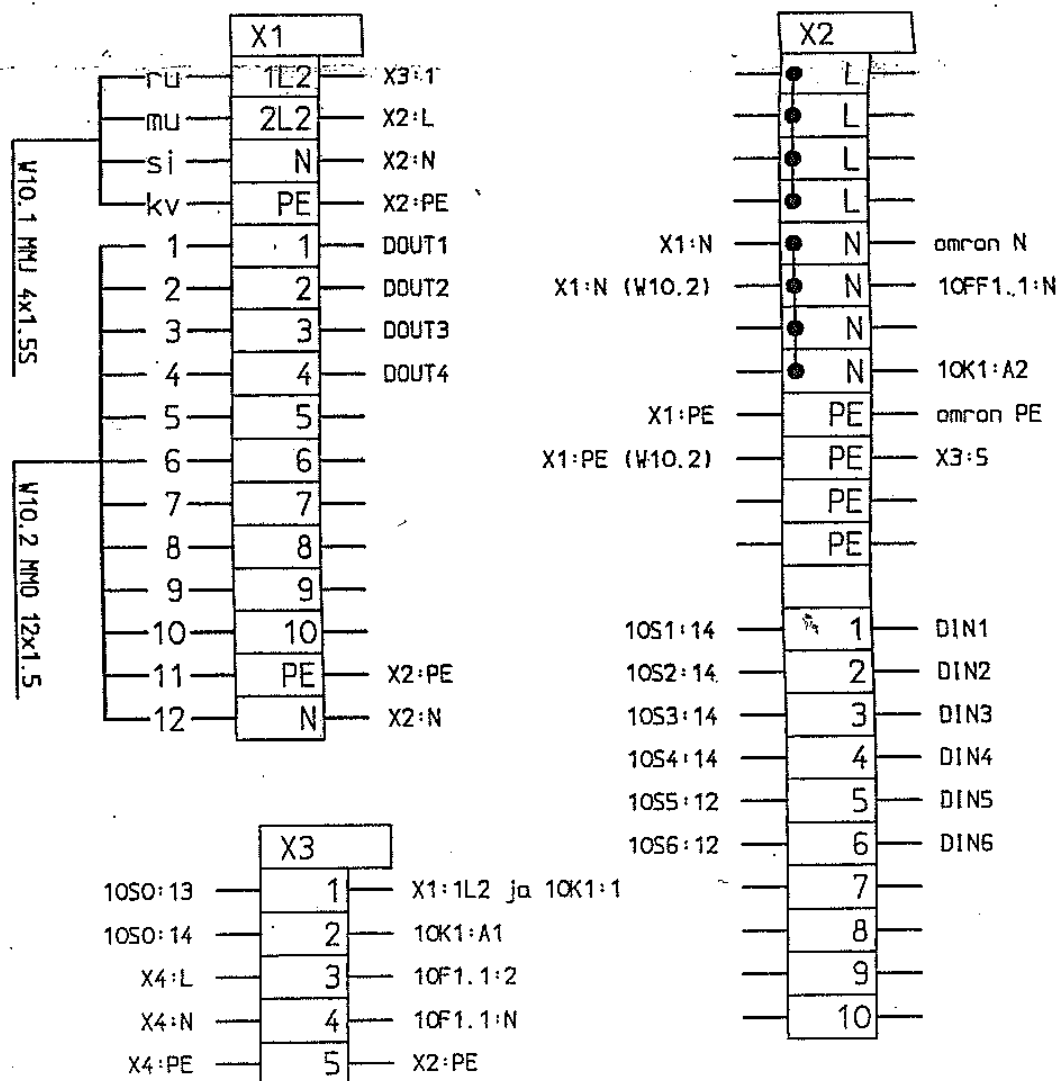 X1
ru 1L2 X3:1
mu 2L2 X2:L
si N X2:N
kv PE X2:PE
1 1 DOUT1
2 2 DOUT2
3 3 DOUT3
4 4 DOUT4
5 5
6 6
7 7
8 8
9 9
10 10
11 PE X2:PE
12 N X2:N
W10.1 MMJ 4x1.5S
W10.2 MMO 12x1.5
X2
L
L
L
L
X1:N N omron N
X1:N (W10.2) N 10FF1.1:N
N
N 10K1:A2
X1:PE PE omron PE
X1:PE (W10.2) PE X3:5
PE
PE
10S1:14 1 DIN1
10S2:14 2 DIN2
10S3:14 3 DIN3
10S4:14 4 DIN4
10S5:12 5 DIN5
10S6:12 6 DIN6
7
8
9
10
X3
10S0:13 1 X1:1L2 ja 10K1:1
10S0:14 2 10K1:A1
X4:L 3 10F1.1:2
X4:N 4 10F1.1:N
X4:PE 5 X2:PE